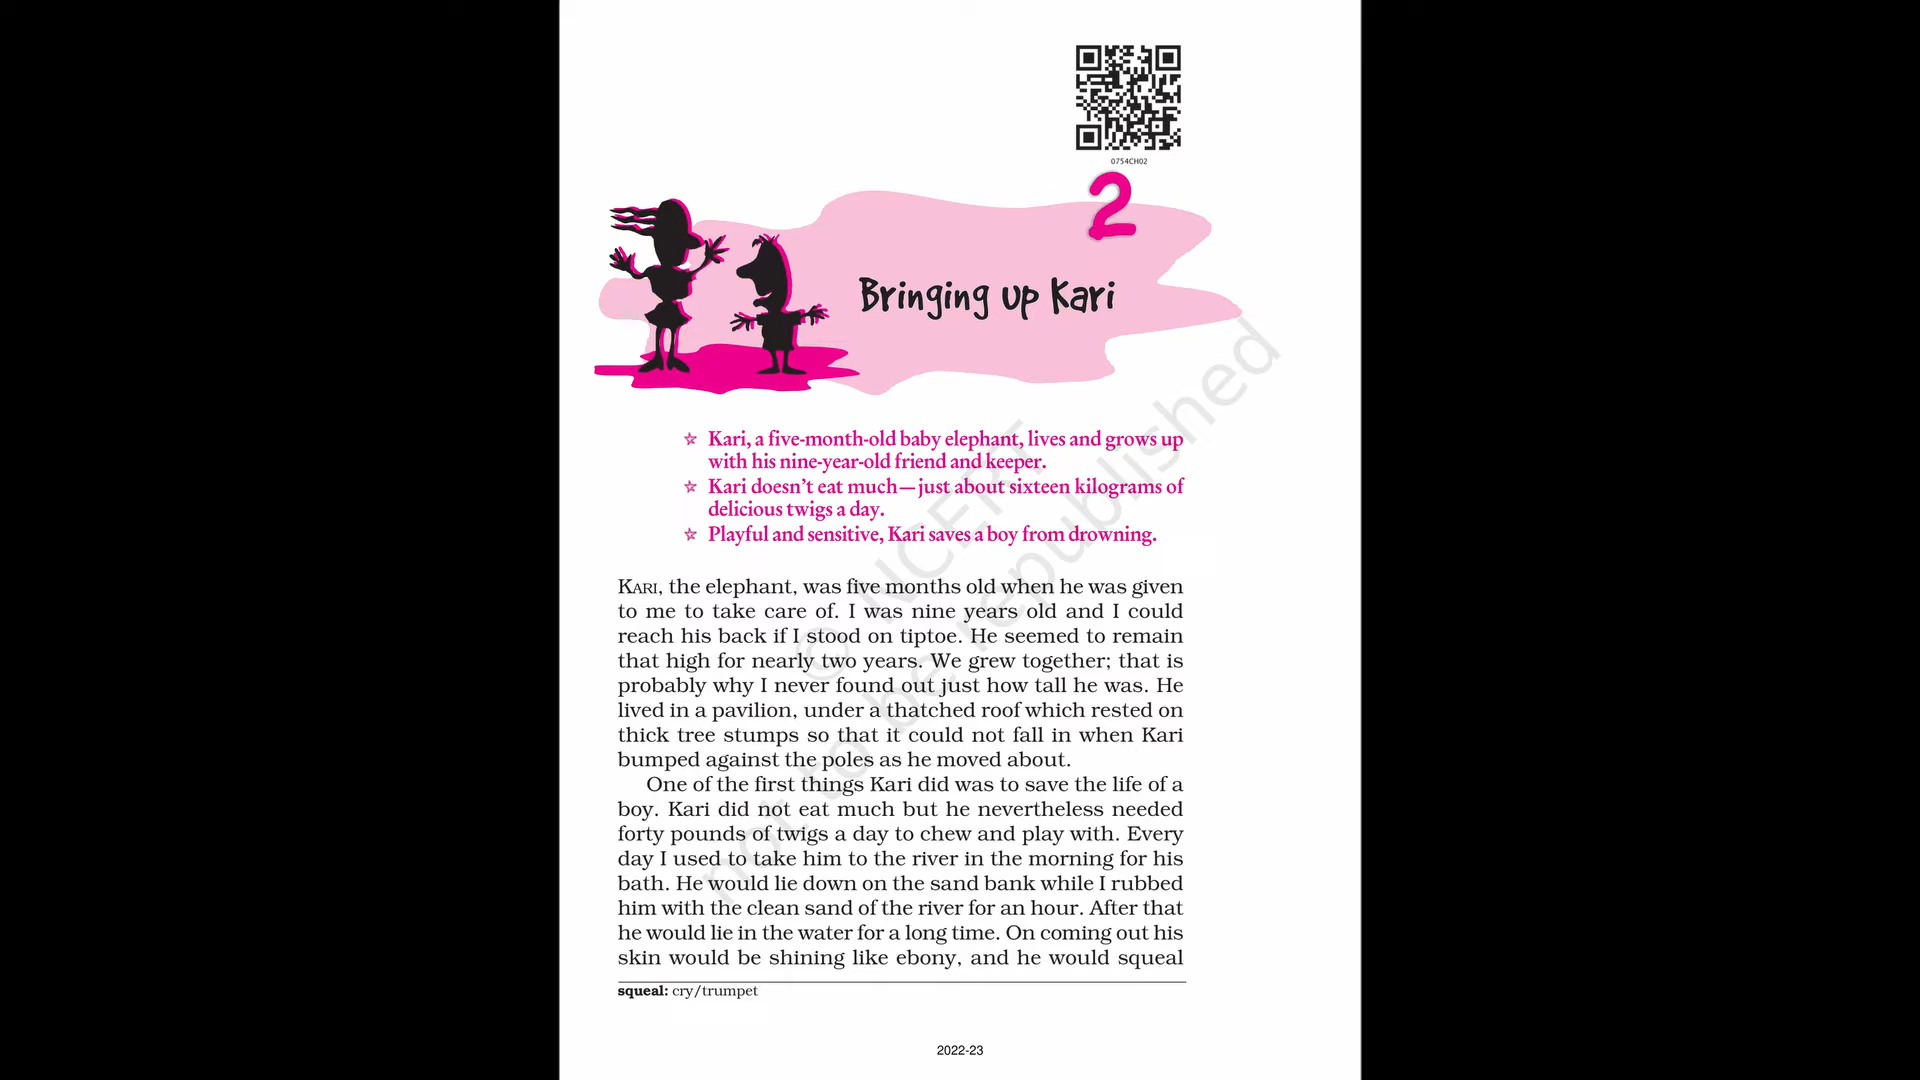 0754CH02
2
Bringing up Kari
☆ Kari, a five-month-old baby elephant, lives and grows up
with his nine-year-old friend and keeper.
☆ Kari doesn’t eat much—just about sixteen kilograms of
delicious twigs a day.
☆ Playful and sensitive, Kari saves a boy from drowning.
KARI, the elephant, was five months old when he was given
to me to take care of. I was nine years old and I could
reach his back if I stood on tiptoe. He seemed to remain
that high for nearly two years. We grew together; that is
probably why I never found out just how tall he was. He
lived in a pavilion, under a thatched roof which rested on
thick tree stumps so that it could not fall in when Kari
bumped against the poles as he moved about.
One of the first things Kari did was to save the life of a
boy. Kari did not eat much but he nevertheless needed
forty pounds of twigs a day to chew and play with. Every
day I used to take him to the river in the morning for his
bath. He would lie down on the sand bank while I rubbed
him with the clean sand of the river for an hour. After that
he would lie in the water for a long time. On coming out his
skin would be shining like ebony, and he would squeal
squeal: cry/trumpet
2022-23
© NCERT
not to be republished